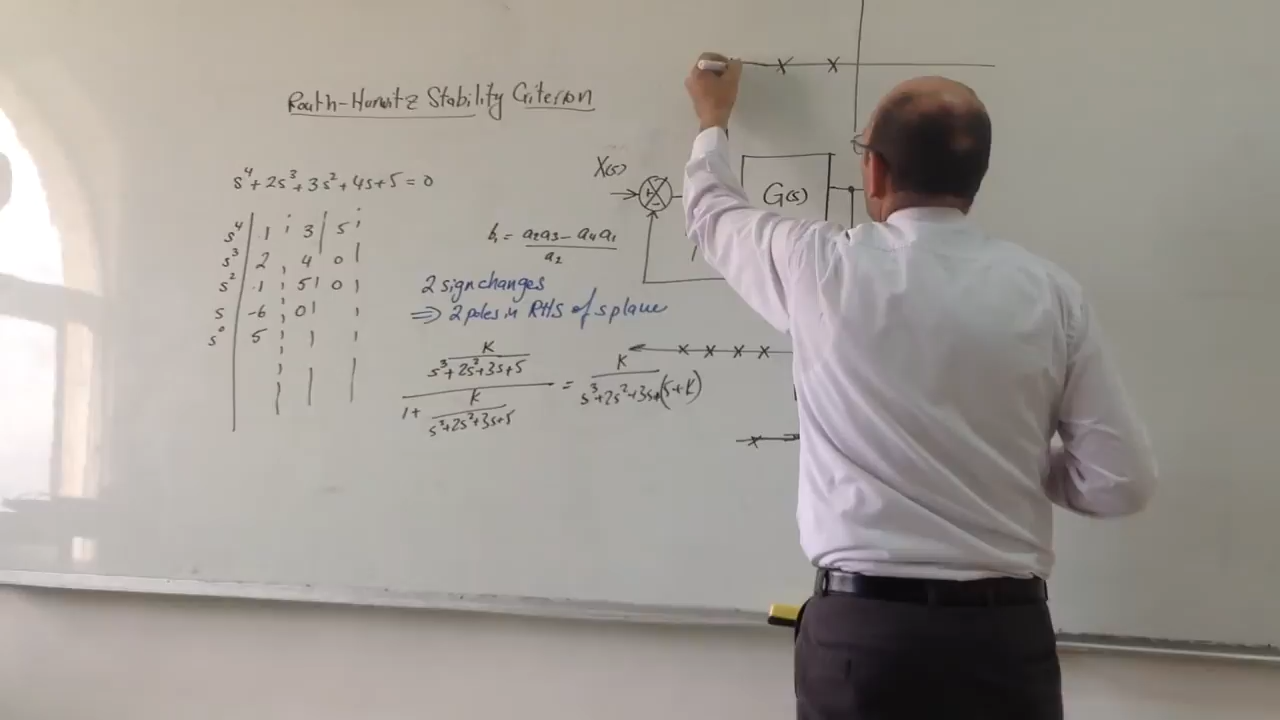 Routh-Hurwitz Stability Criterion
s⁴+2s³+3s²+4s+5=0
s⁴ 1 3 5
s³ 2 4 0
s² 1 5 0
s -6 0
s⁰ 5
b₁ = (a₂a₃ - a₄a₁)/a₂
2 sign changes
⇒ 2 poles in RHS of s plane
K/(s³+2s²+3s+5) / (1 + K/(s³+2s²+3s+5)) = K/(s³+2s²+3s+(5+K))
X(s)
+
-
G(s)